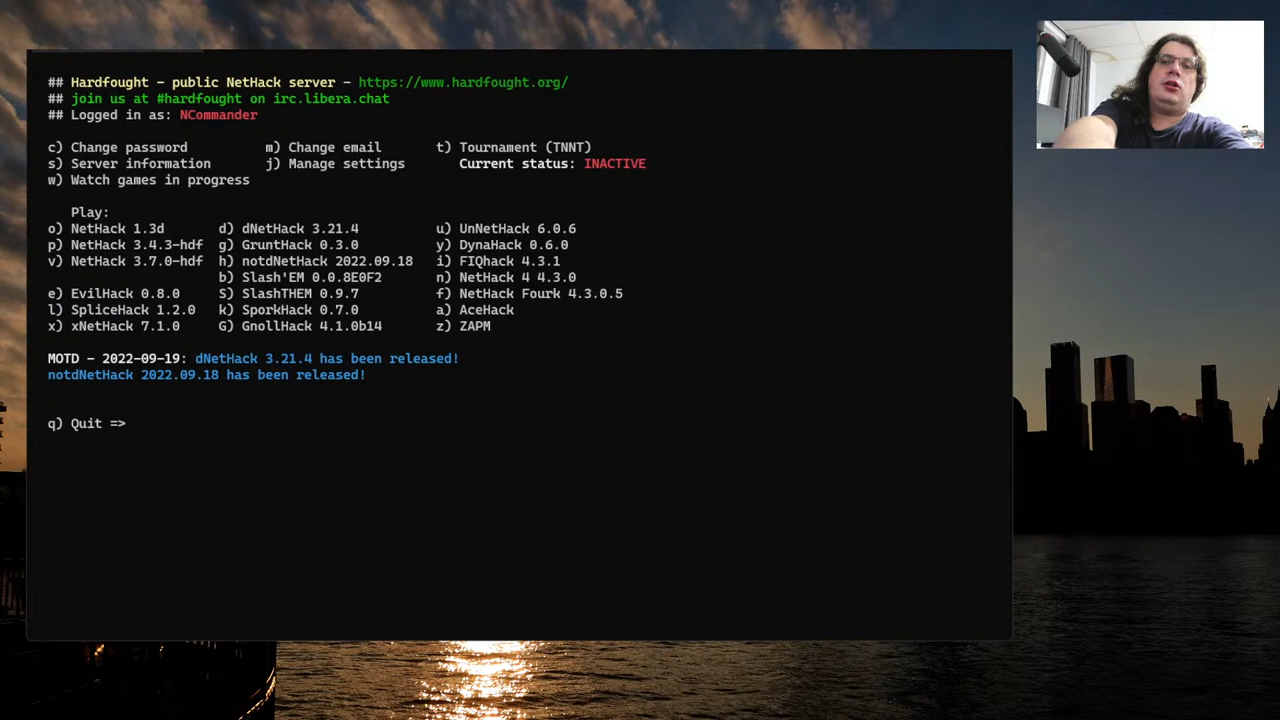 ## Hardfought - public NetHack server - https://www.hardfought.org/
## join us at #hardfought on irc.libera.chat
## Logged in as: NCommander
c) Change password m) Change email t) Tournament (TNNT)
s) Server information j) Manage settings Current status: INACTIVE
w) Watch games in progress
Play:
o) NetHack 1.3d d) dNetHack 3.21.4 u) UnNetHack 6.0.6
p) NetHack 3.4.3-hdf g) GruntHack 0.3.0 y) DynaHack 0.6.0
v) NetHack 3.7.0-hdf h) notdNetHack 2022.09.18 i) FIQhack 4.3.1
b) Slash'EM 0.0.8E0F2 n) NetHack 4 4.3.0
e) EvilHack 0.8.0 S) SlashTHEM 0.9.7 f) NetHack Fourk 4.3.0.5
l) SpliceHack 1.2.0 k) SporkHack 0.7.0 a) AceHack
x) xNetHack 7.1.0 G) GnollHack 4.1.0b14 z) ZAPM
MOTD - 2022-09-19: dNetHack 3.21.4 has been released!
notdNetHack 2022.09.18 has been released!
q) Quit =>